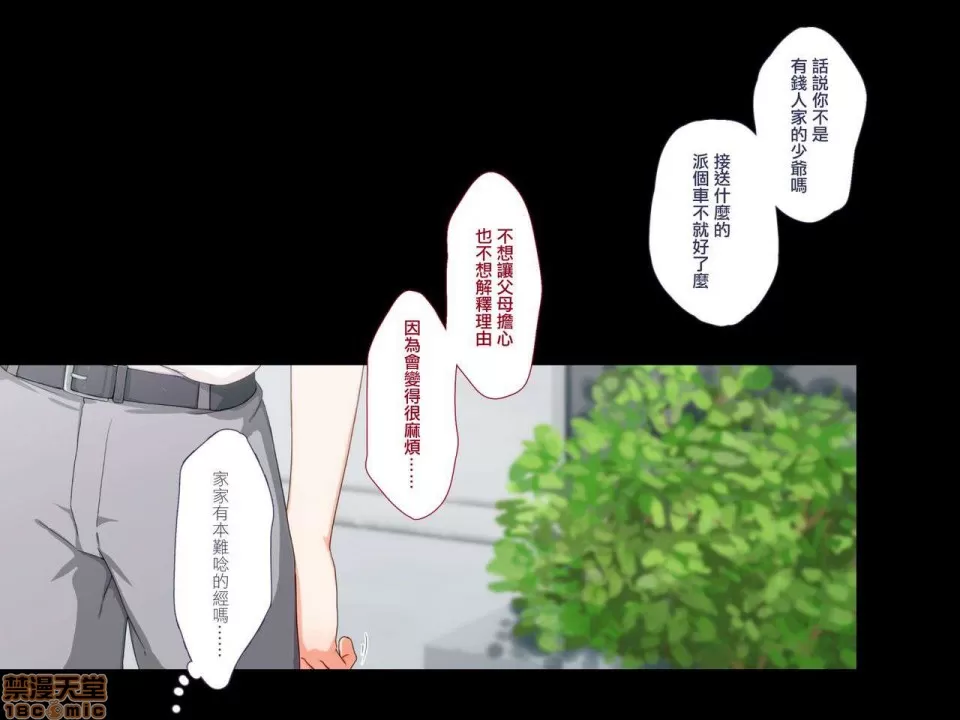 話說你不是
有錢人家的少爺嗎
接送什麼的
派個車不就好了麼
不想讓父母擔心
也不想解釋理由
因為會變得很麻煩……
家家有本難唸的經嗎……
禁漫天堂
18comic